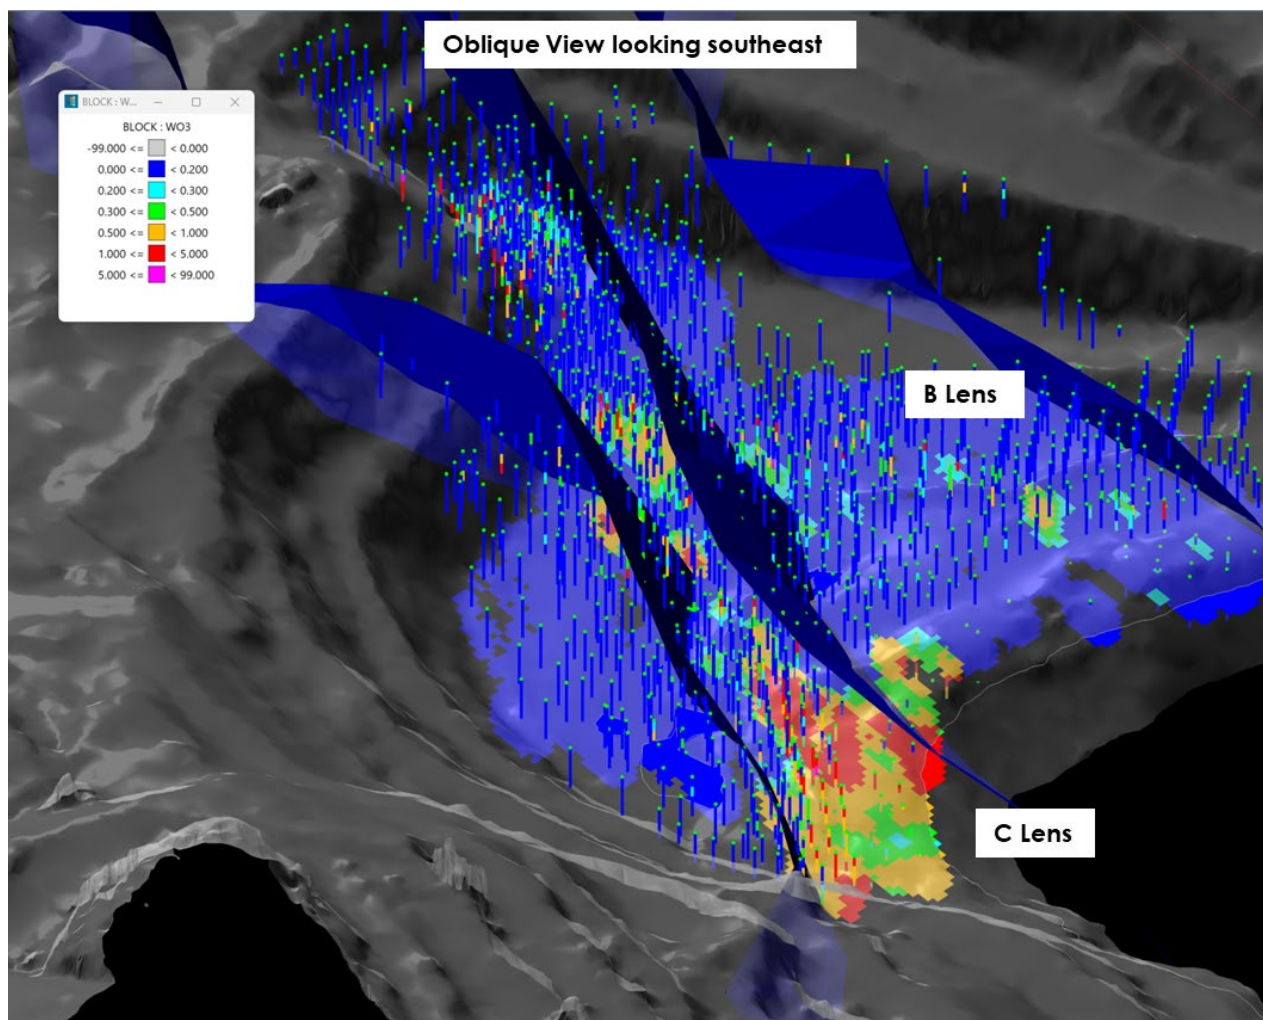 Oblique View looking southeast
BLOCK : W...
BLOCK : WO3
-99.000 <= < 0.000
0.000 <= < 0.200
0.200 <= < 0.300
0.300 <= < 0.500
0.500 <= < 1.000
1.000 <= < 5.000
5.000 <= < 99.000
B Lens
C Lens